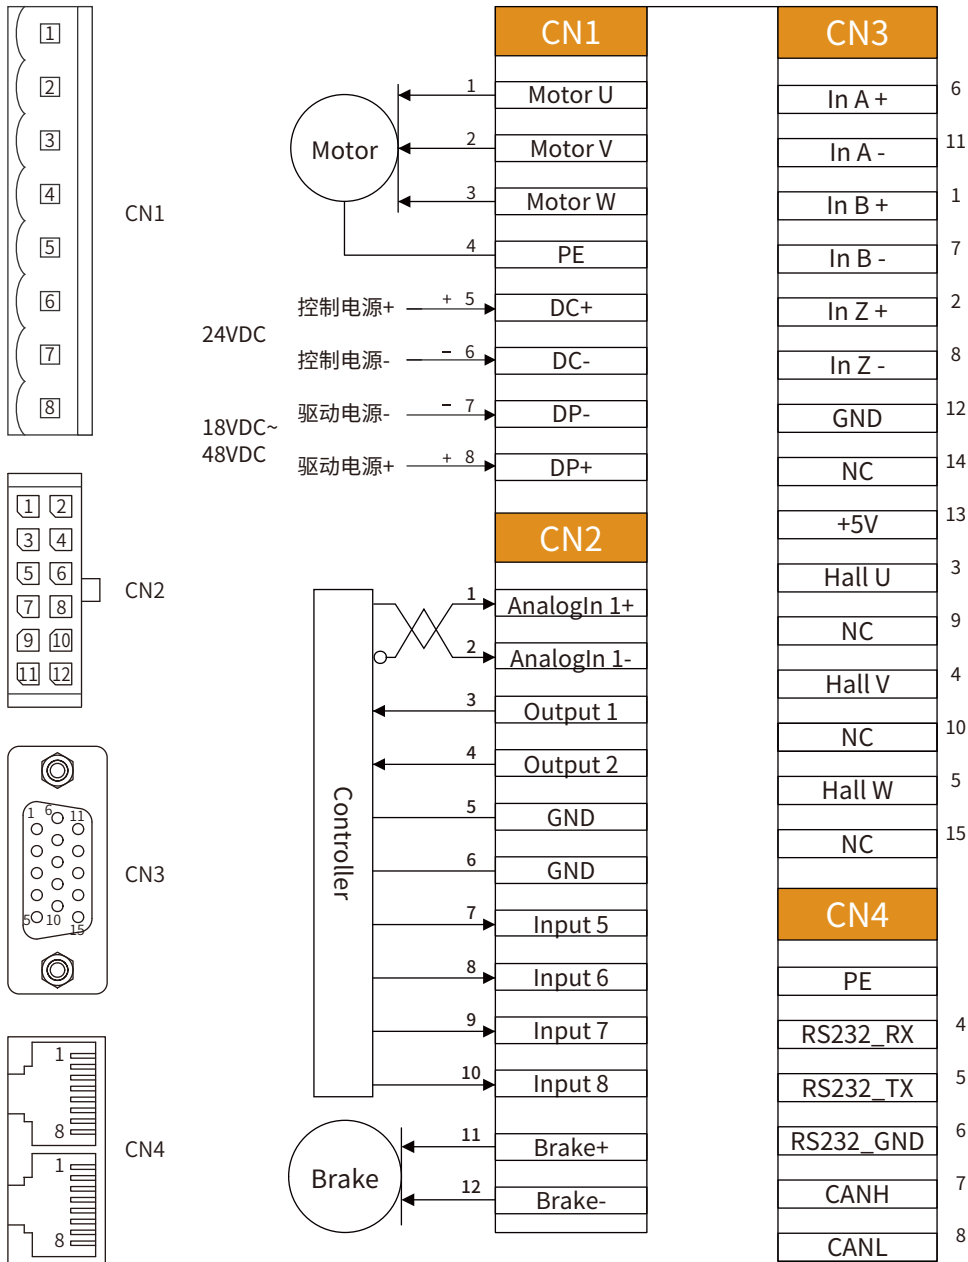 1
2
3
4
5
6
7
8
CN1
1 2
3 4
5 6
7 8
9 10
11 12
CN2
1 6 11
5 10 15
CN3
1
8
1
8
CN4
CN1
Motor
1 Motor U
2 Motor V
3 Motor W
4 PE
24VDC
控制电源+ + 5 DC+
控制电源- - 6 DC-
18VDC~
48VDC
驱动电源- - 7 DP-
驱动电源+ + 8 DP+
CN2
Controller
1 AnalogIn 1+
2 AnalogIn 1-
3 Output 1
4 Output 2
5 GND
6 GND
7 Input 5
8 Input 6
9 Input 7
10 Input 8
Brake
11 Brake+
12 Brake-
CN3
In A + 6
In A - 11
In B + 1
In B - 7
In Z + 2
In Z - 8
GND 12
NC 14
+5V 13
Hall U 3
NC 9
Hall V 4
NC 10
Hall W 5
NC 15
CN4
PE
RS232_RX 4
RS232_TX 5
RS232_GND 6
CANH 7
CANL 8